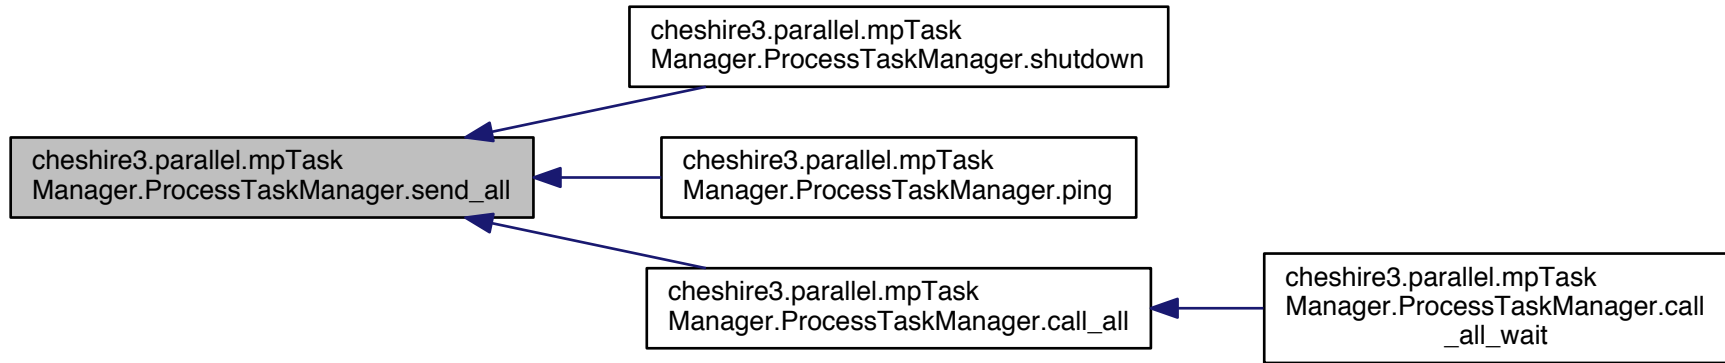 cheshire3.parallel.mpTask
Manager.ProcessTaskManager.shutdown
cheshire3.parallel.mpTask
Manager.ProcessTaskManager.send_all
cheshire3.parallel.mpTask
Manager.ProcessTaskManager.ping
cheshire3.parallel.mpTask
Manager.ProcessTaskManager.call_all
cheshire3.parallel.mpTask
Manager.ProcessTaskManager.call
_all_wait